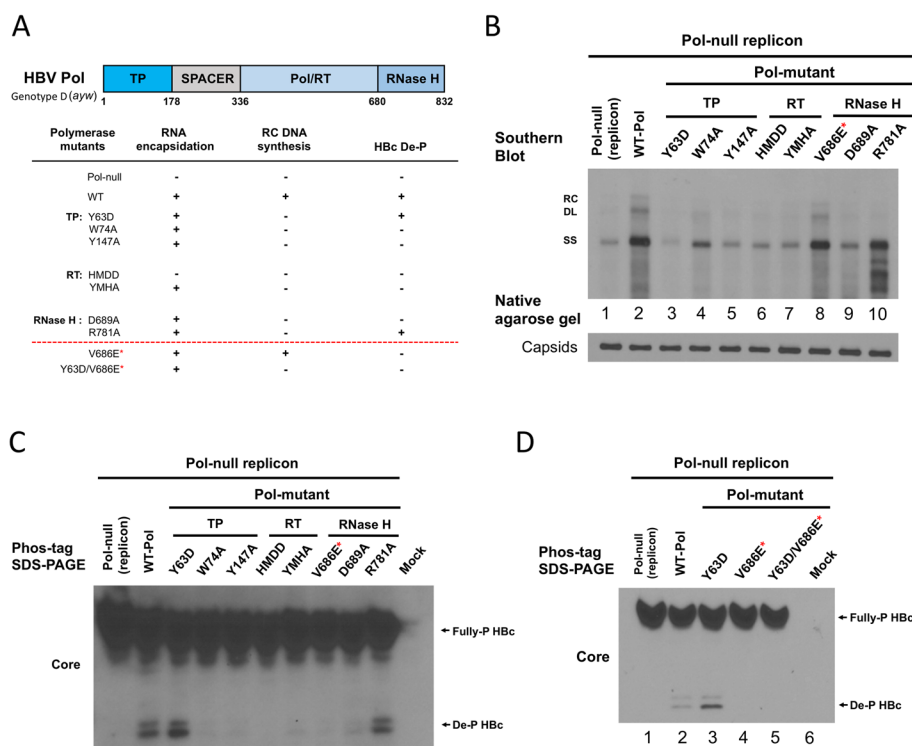 A
HBV Pol
Genotype D (ayw)
TP SPACER Pol/RT RNase H
1 178 336 680 832
Polymerase mutants RNA encapsidation RC DNA synthesis HBc De-P
Pol-null - - -
WT + + +
TP: Y63D + - +
W74A + - -
Y147A + - -
RT: HMDD - - -
YMHA + - -
RNase H : D689A + - -
R781A + - +
V686E* + + -
Y63D/V686E* + - -
B
Pol-null replicon
Pol-mutant
TP RT RNase H
Southern Blot
Pol-null (replicon) WT-Pol Y63D W74A Y147A HMDD YMHA V686E* D689A R781A
RC
DL
SS
Native agarose gel
1 2 3 4 5 6 7 8 9 10
Capsids
C
Pol-null replicon
Pol-mutant
TP RT RNase H
Phos-tag SDS-PAGE
Pol-null (replicon) WT-Pol Y63D W74A Y147A HMDD YMHA V686E* D689A R781A Mock
Fully-P HBc
Core
De-P HBc
D
Pol-null replicon
Pol-mutant
Phos-tag SDS-PAGE
Pol-null (replicon) WT-Pol Y63D V686E* Y63D/V686E* Mock
Fully-P HBc
Core
De-P HBc
1 2 3 4 5 6